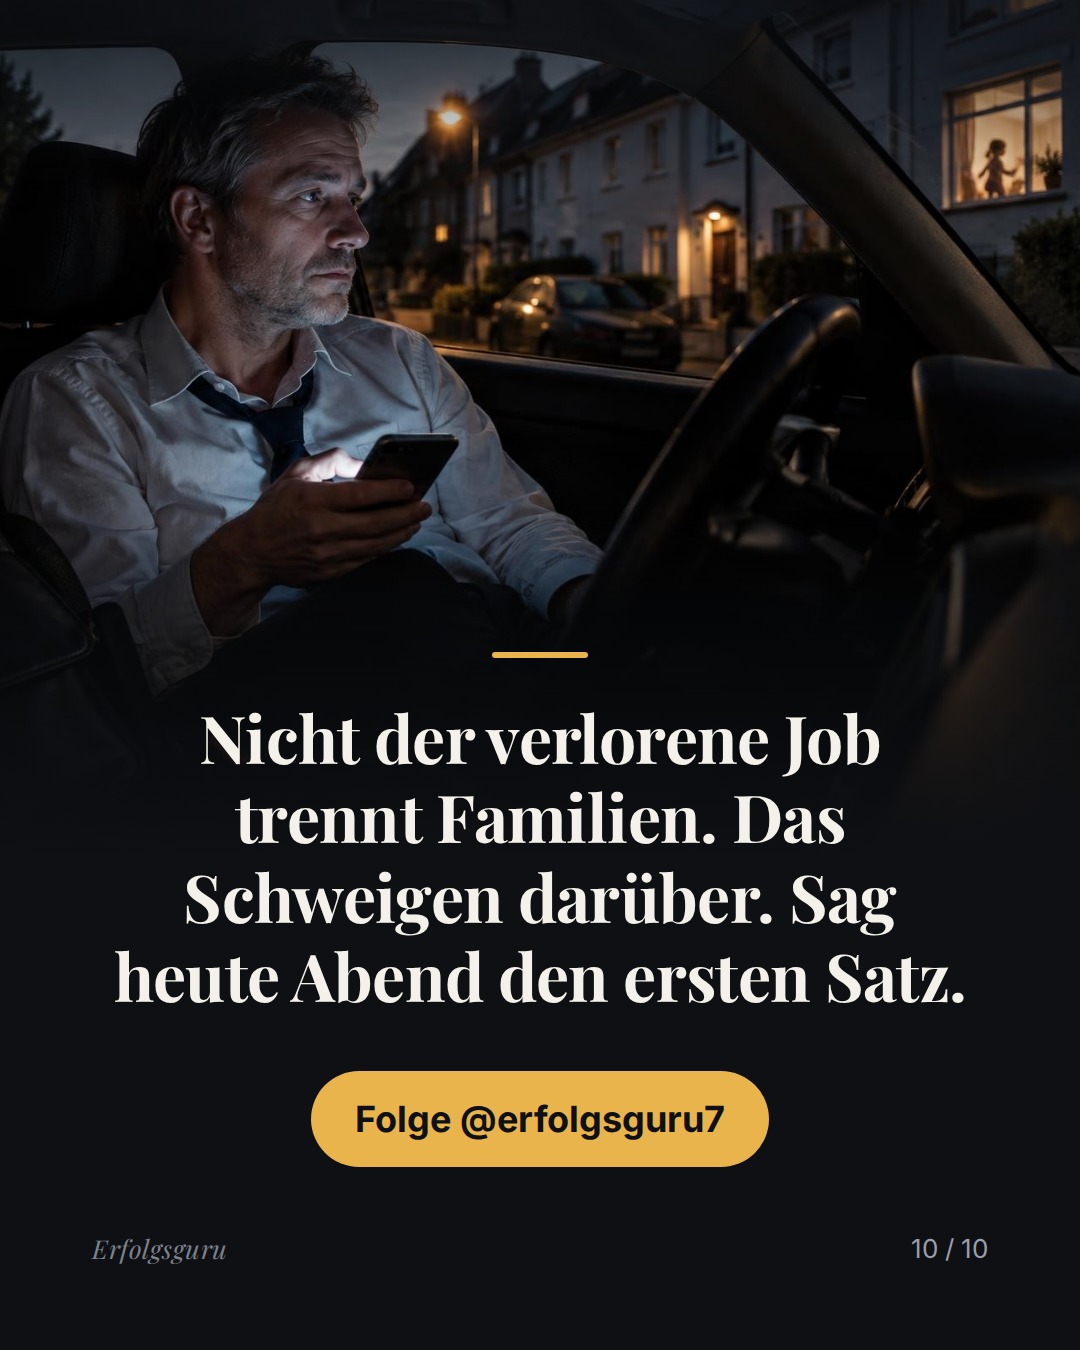 Nicht der verlorene Job
trennt Familien. Das
Schweigen darüber. Sag
heute Abend den ersten Satz.
Folge @erfolgsguru7
Erfolgsguru
10 / 10